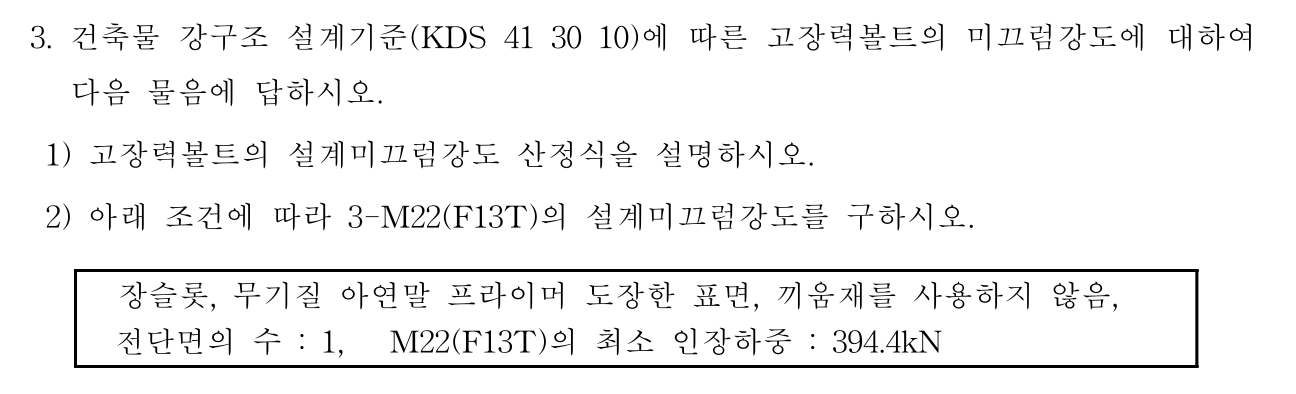 3. 건축물 강구조 설계기준(KDS 41 30 10)에 따른 고장력볼트의 미끄럼강도에 대하여
다음 물음에 답하시오.
1) 고장력볼트의 설계미끄럼강도 산정식을 설명하시오.
2) 아래 조건에 따라 3-M22(F13T)의 설계미끄럼강도를 구하시오.
장슬롯, 무기질 아연말 프라이머 도장한 표면, 끼움재를 사용하지 않음,
전단면의 수 : 1, M22(F13T)의 최소 인장하중 : 394.4kN